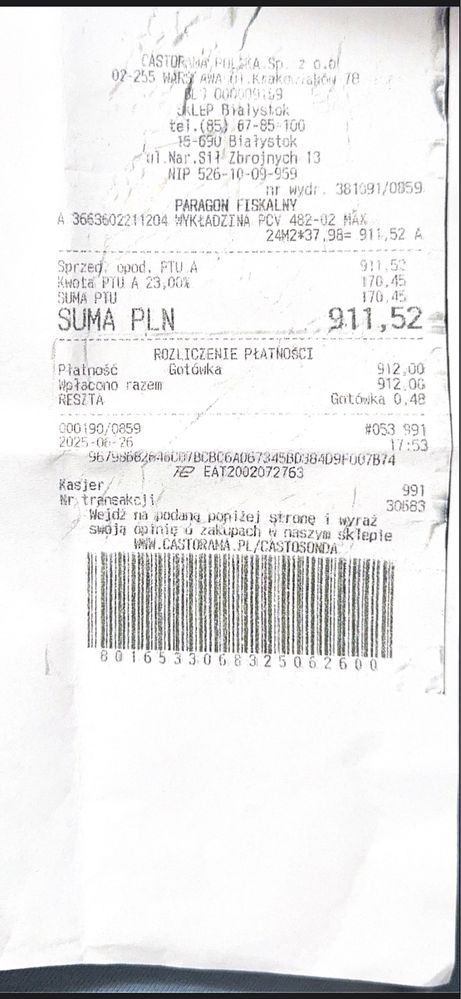 CASTORAMA POLSKA Sp. z o.o
02-255 WARSZAWA ul.Krakowiaków 78
BDO 000009169
SKLEP Białystok
tel.(85) 67-85-100
15-690 Białystok
ul.Nar.Sił Zbrojnych 13
NIP 526-10-09-959
nr wydr. 381691/0859
PARAGON FISKALNY
A 3663602211204 WYKŁADZINA PCV 482-02 MAX
24M2*37,98= 911,52 A
Sprzed. opod. PTU A 911,52
Kwota PTU A 23,00% 170,45
SUMA PTU 170,45
SUMA PLN 911,52
ROZLICZENIE PŁATNOŚCI
Płatność Gotówka 912,00
Wpłacono razem 912,00
RESZTA Gotówka 0,48
000190/0859 #053 991
2025-06-26 17:53
EAT2002072763
Kasjer 991
Nr transakcji 30683
Wejdź na podaną poniżej stronę i wyraź
swoją opinię o zakupach w naszym sklepie
WWW.CASTORAMA.PL/CASTOSONDA
8016533068325062600